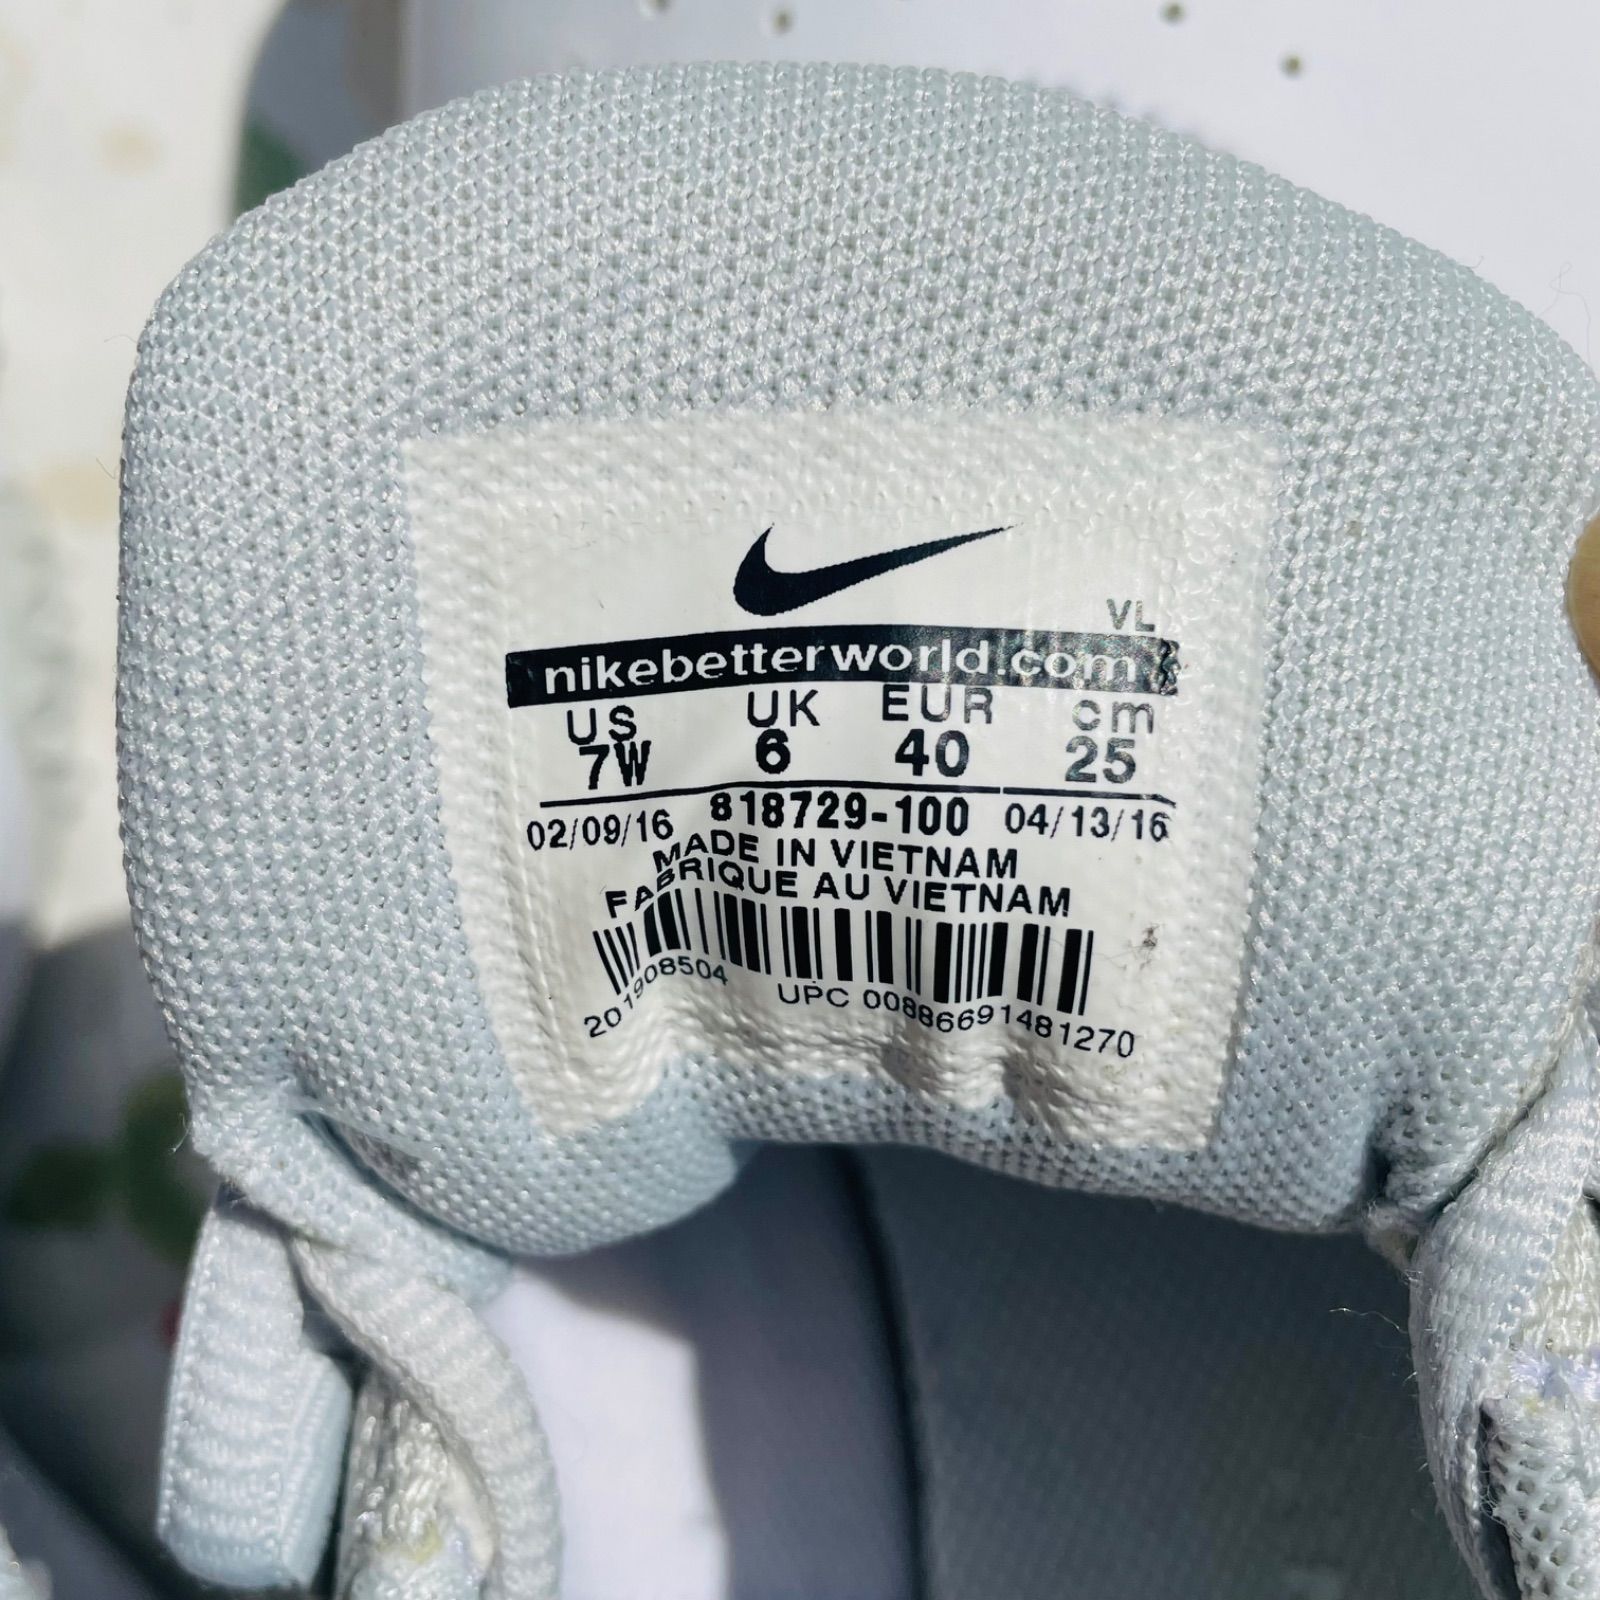 VL
nikebetterworld.com
US UK EUR cm
7W 6 40 25
02/09/16 818729-100 04/13/16
MADE IN VIETNAM
FABRIQUE AU VIETNAM
201908504 UPC 00886691481270